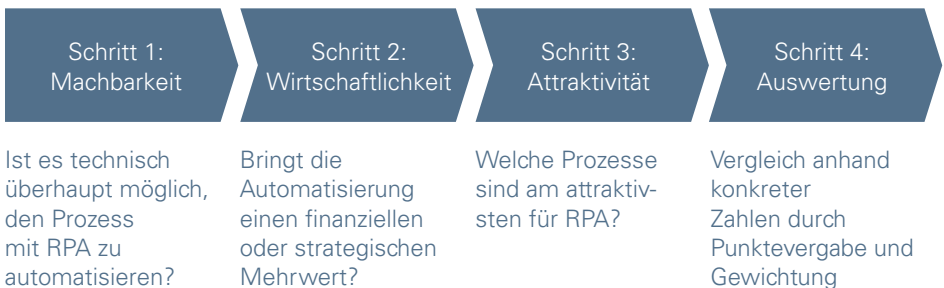 Schritt 1:
Machbarkeit
Ist es technisch
überhaupt möglich,
den Prozess
mit RPA zu
automatisieren?
Schritt 2:
Wirtschaftlichkeit
Bringt die
Automatisierung
einen finanziellen
oder strategischen
Mehrwert?
Schritt 3:
Attraktivität
Welche Prozesse
sind am attraktiv-
sten für RPA?
Schritt 4:
Auswertung
Vergleich anhand
konkreter
Zahlen durch
Punktevergabe und
Gewichtung